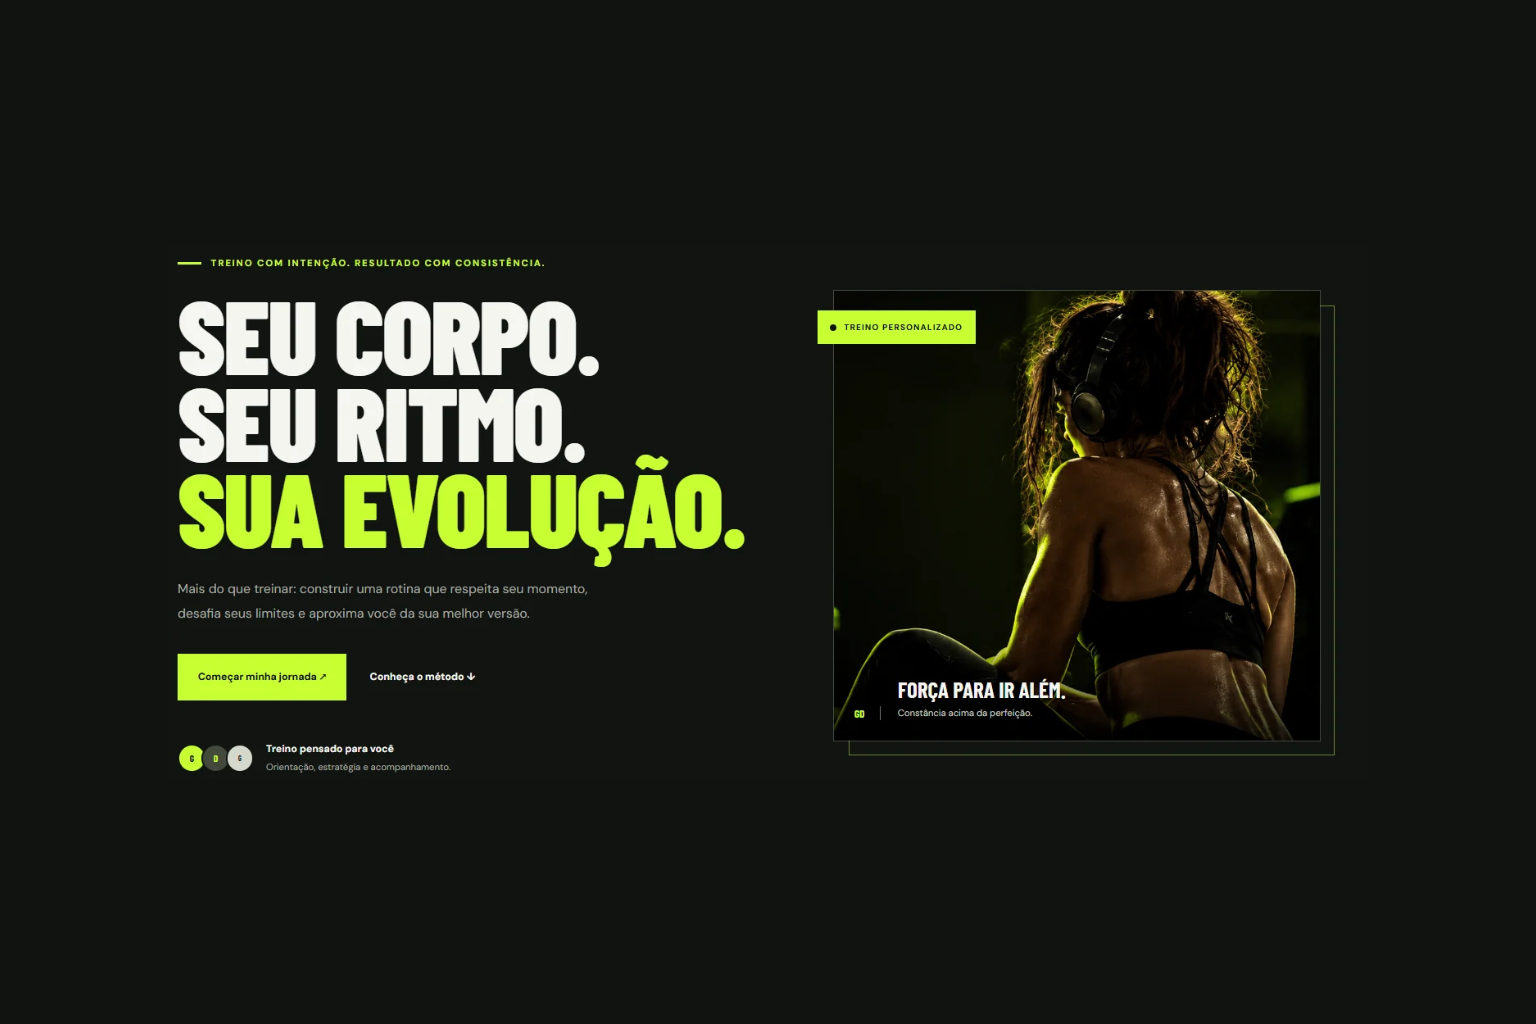 TREINO COM INTENÇÃO. RESULTADO COM CONSISTÊNCIA.
SEU CORPO.
SEU RITMO.
SUA EVOLUÇÃO.
Mais do que treinar: construir uma rotina que respeita seu momento,
desafia seus limites e aproxima você da sua melhor versão.
Começar minha jornada ↗
Conheça o método ↓
G D G
Treino pensado para você
Orientação, estratégia e acompanhamento.
TREINO PERSONALIZADO
FORÇA PARA IR ALÉM.
GD
Constância acima da perfeição.